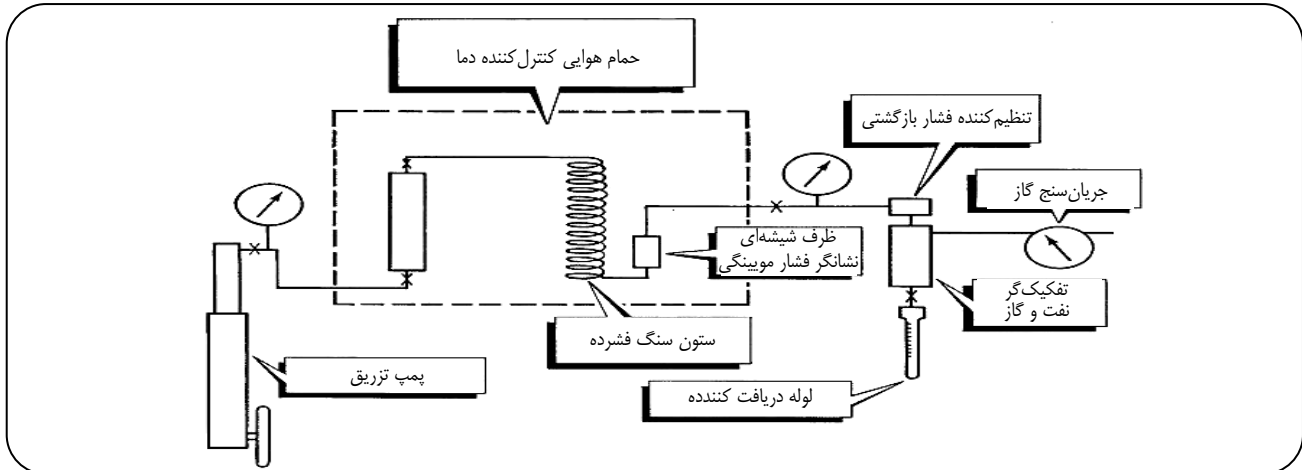 حمام هوایی کنترل‌کننده دما
تنظیم‌کننده فشار بازگشتی
جریان‌سنج گاز
ظرف شیشه‌ای
نشانگر فشار مویینگی
تفکیک‌گر
نفت و گاز
ستون سنگ فشرده
پمپ تزریق
لوله دریافت کننده